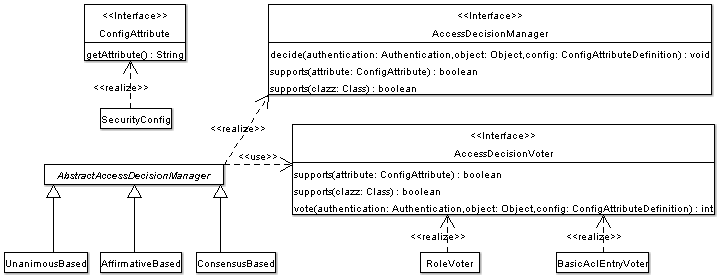 <<Interface>>
ConfigAttribute
getAttribute() : String
<<realize>>
SecurityConfig
<<Interface>>
AccessDecisionManager
decide(authentication: Authentication,object: Object,config: ConfigAttributeDefinition) : void
supports(attribute: ConfigAttribute) : boolean
supports(clazz: Class) : boolean
<<realize>>
<<use>>
<<Interface>>
AccessDecisionVoter
supports(attribute: ConfigAttribute) : boolean
supports(clazz: Class) : boolean
vote(authentication: Authentication,object: Object,config: ConfigAttributeDefinition) : int
AbstractAccessDecisionManager
<<realize>>
<<realize>>
UnanimousBased
AffirmativeBased
ConsensusBased
RoleVoter
BasicAclEntryVoter